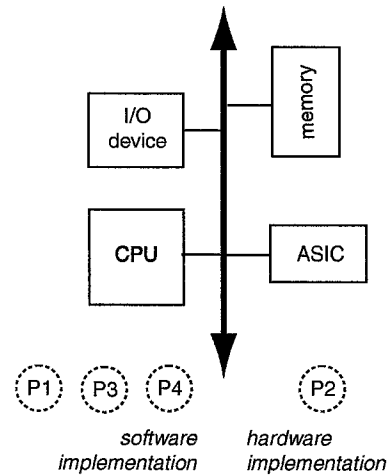 I/O
device
memory
CPU
ASIC
P1 P3 P4 P2
software hardware
implementation implementation